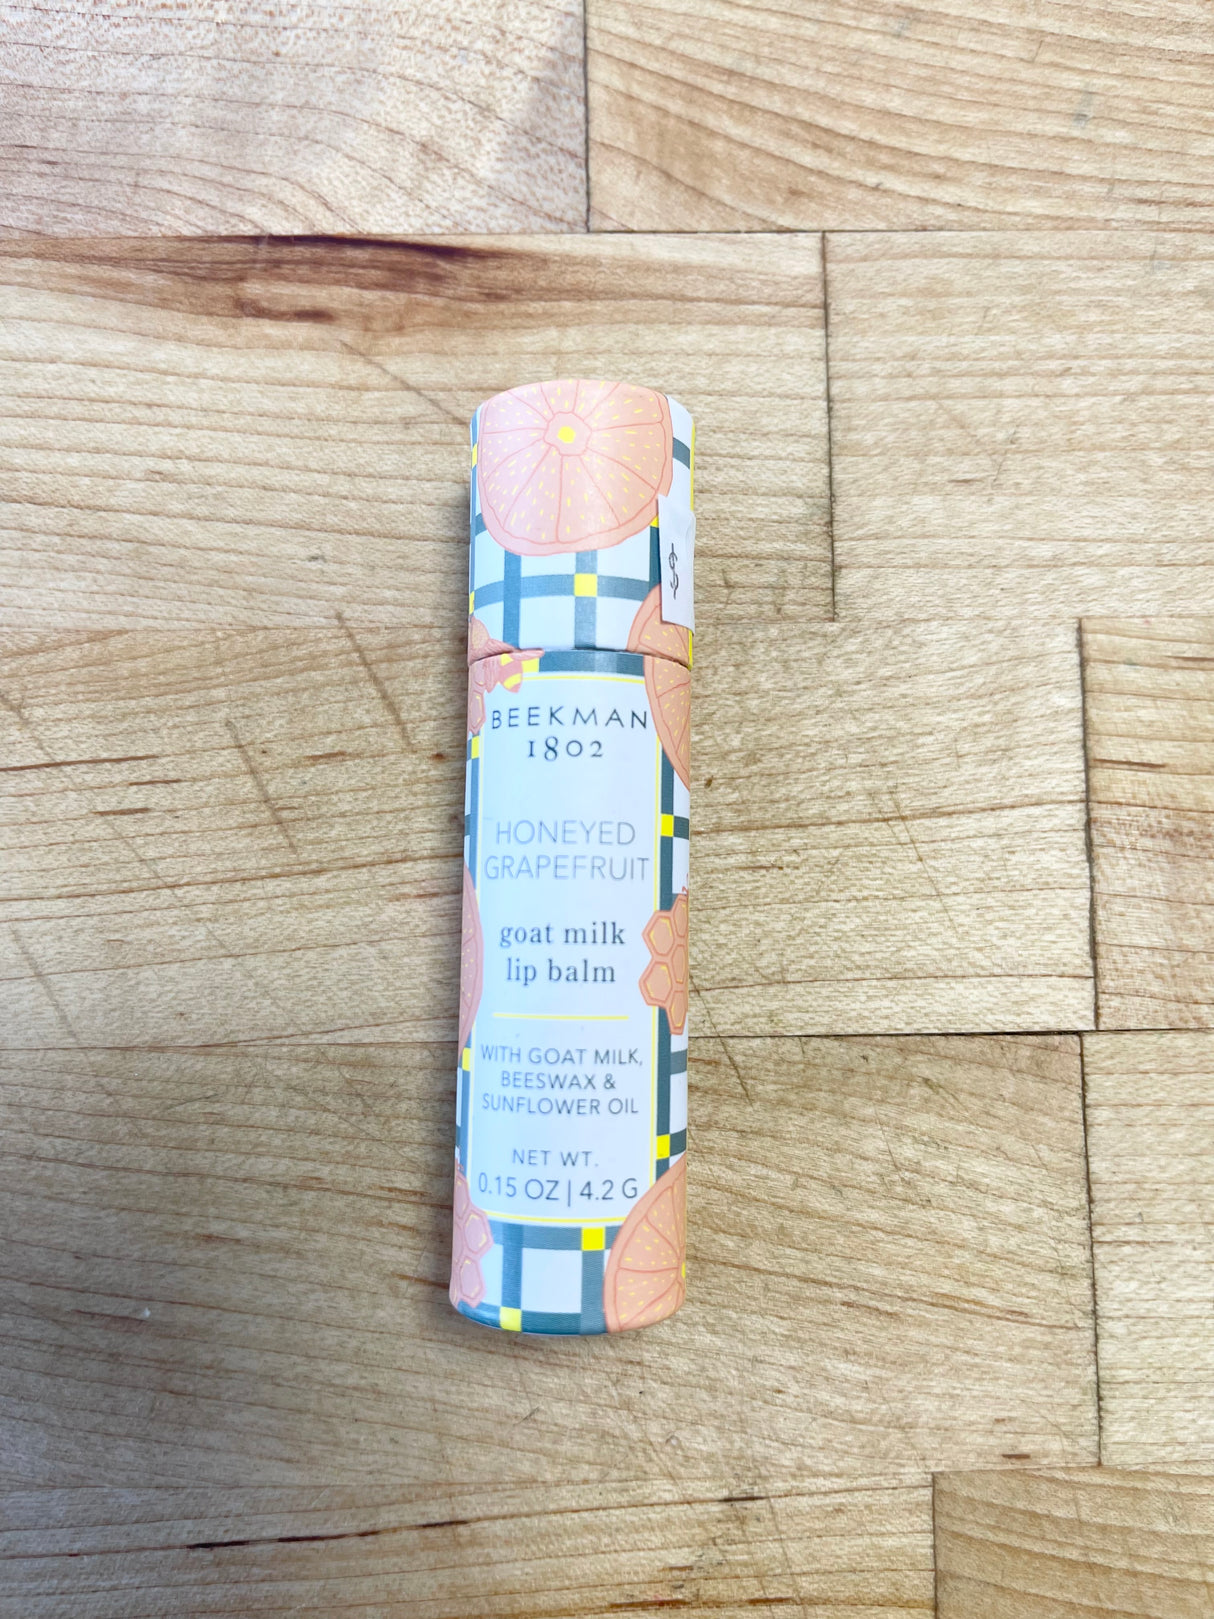 $
BEEKMAN
1802
HONEYED
GRAPEFRUIT
goat milk
lip balm
WITH GOAT MILK,
BEESWAX &
SUNFLOWER OIL
NET WT.
0.15 OZ | 4.2 G